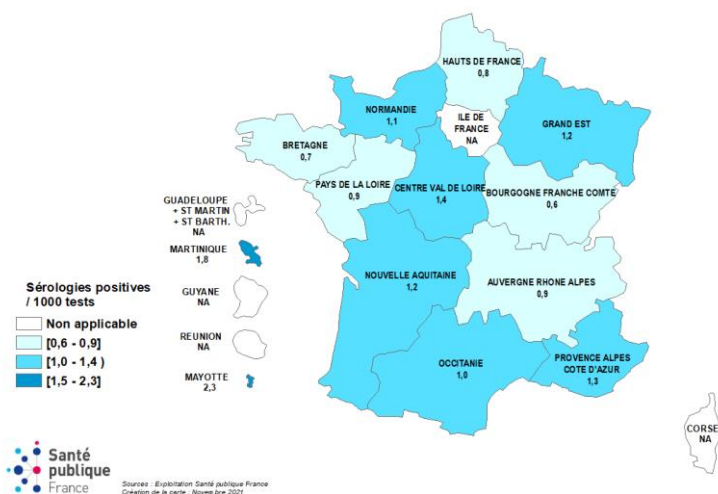 HAUTS DE FRANCE
0,8
NORMANDIE
1,1
ILE DE
FRANCE
NA
GRAND EST
1,2
BRETAGNE
0,7
PAYS DE LA LOIRE
0,9
CENTRE VAL DE LOIRE
1,4
BOURGOGNE FRANCHE COMTE
0,6
GUADELOUPE
+ ST MARTIN
+ ST BARTH.
NA
MARTINIQUE
1,8
GUYANE
NA
REUNION
NA
MAYOTTE
2,3
NOUVELLE AQUITAINE
1,2
AUVERGNE RHONE ALPES
0,9
OCCITANIE
1,0
PROVENCE ALPES
COTE D'AZUR
1,3
CORSE
NA
Sérologies positives
/ 1000 tests
Non applicable
[0,6 - 0,9]
[1,0 - 1,4 )
[1,5 - 2,3]
Santé
publique
France
Sources : Exploitation Santé publique France
Création de la carte : Novembre 2021